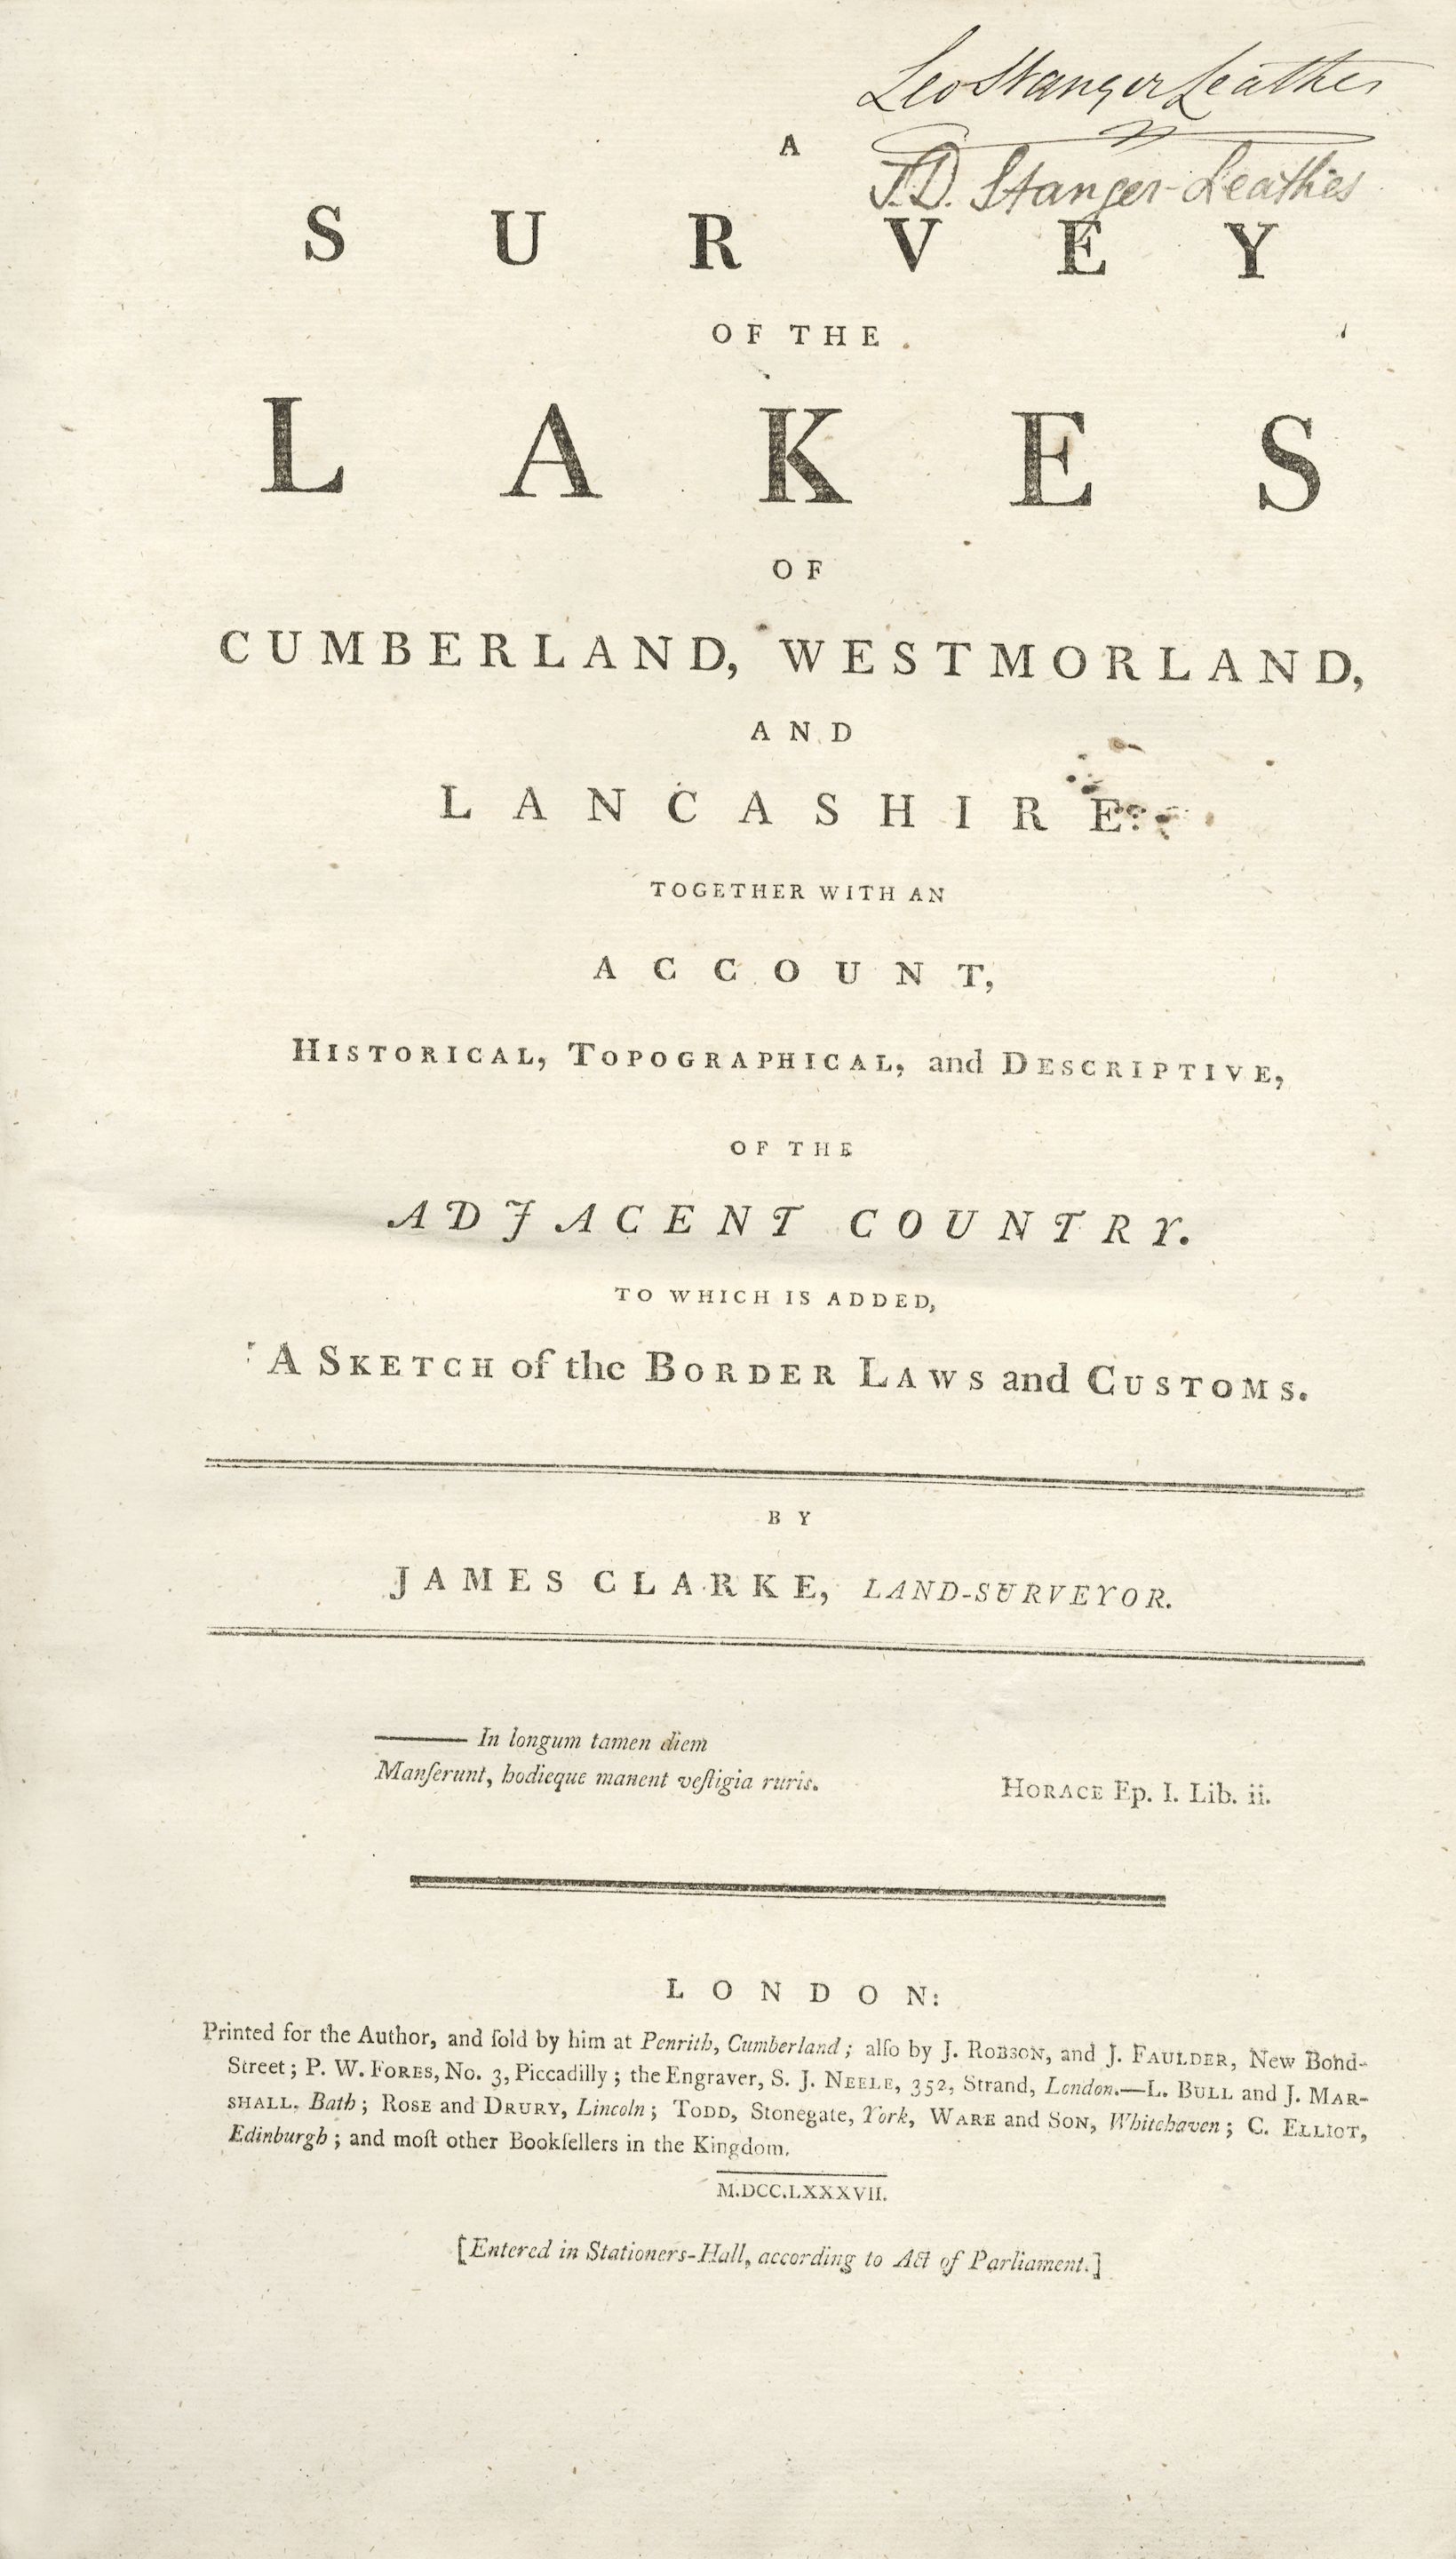 Leo Stanger Leathes
J.D. Stanger-Leathes
A
SURVEY
OF THE
LAKES
OF
CUMBERLAND, WESTMORLAND,
AND
LANCASHIRE:
TOGETHER WITH AN
ACCOUNT,
HISTORICAL, TOPOGRAPHICAL, and DESCRIPTIVE,
OF THE
ADJACENT COUNTRY.
TO WHICH IS ADDED,
A SKETCH of the BORDER LAWS and CUSTOMS.
BY
JAMES CLARKE, LAND-SURVEYOR.
——— In longum tamen diem
Manſerunt, hodieque manent veſtigia ruris.
HORACE Ep. I. Lib. ii.
LONDON:
Printed for the Author, and ſold by him at Penrith, Cumberland; alſo by J. ROBSON, and J. FAULDER, New Bond-
Street; P. W. FORES, No. 3, Piccadilly; the Engraver, S. J. NEELE, 352, Strand, London.—L. BULL and J. MAR-
SHALL, Bath; ROSE and DRURY, Lincoln; TODD, Stonegate, York, WARE and SON, Whitehaven; C. ELLIOT,
Edinburgh; and moſt other Bookſellers in the Kingdom.
M.DCC.LXXXVII.
[Entered in Stationers-Hall, according to Act of Parliament.]